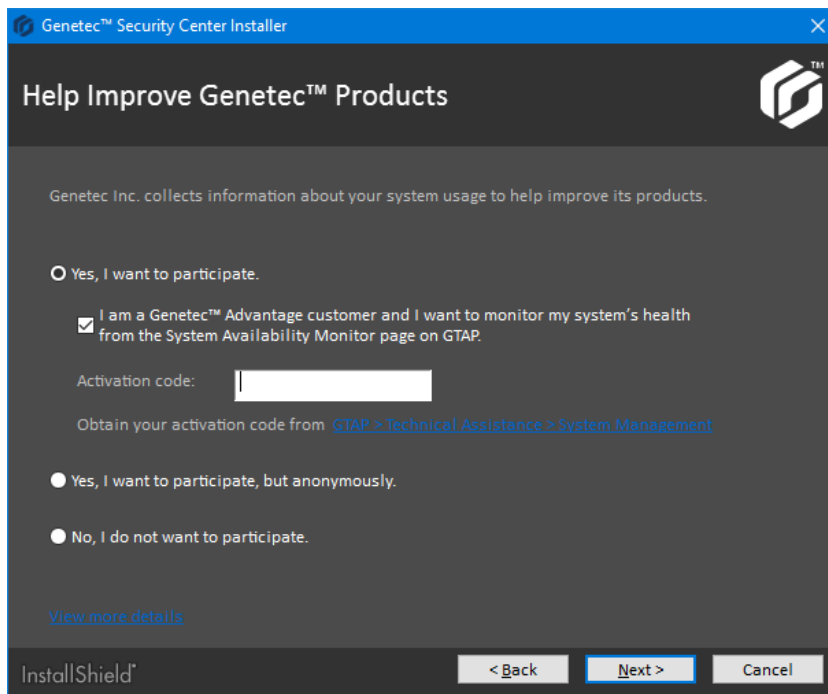 Genetec™ Security Center Installer
Help Improve Genetec™ Products
TM
Genetec Inc. collects information about your system usage to help improve its products.
Yes, I want to participate.
I am a Genetec™ Advantage customer and I want to monitor my system's health
from the System Availability Monitor page on GTAP.
Activation code:
Obtain your activation code from GTAP > Technical Assistance > System Management
Yes, I want to participate, but anonymously.
No, I do not want to participate.
View more details
InstallShield®
< Back
Next >
Cancel